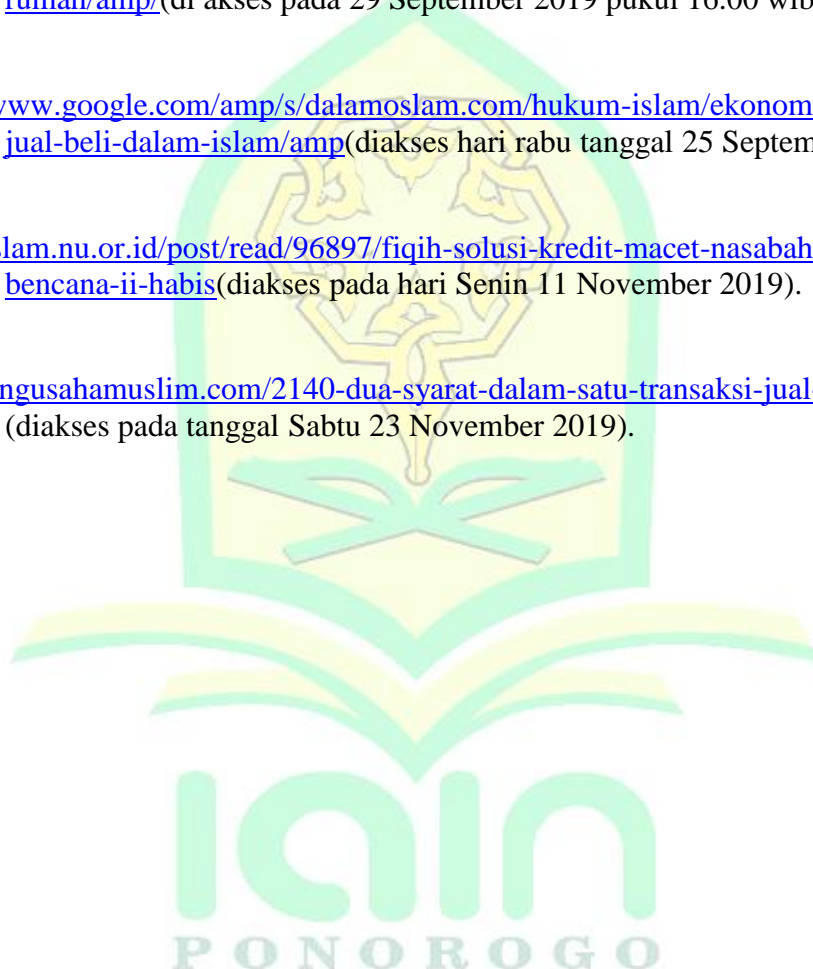 rumah/amp/(di akses pada 29 September 2019 pukul 16.00 wib
www.google.com/amp/s/dalamoslam.com/hukum-islam/ekonom
jual-beli-dalam-islam/amp(diakses hari rabu tanggal 25 Septem
slam.nu.or.id/post/read/96897/fiqih-solusi-kredit-macet-nasabah
bencana-ii-habis(diakses pada hari Senin 11 November 2019).
ngusahamuslim.com/2140-dua-syarat-dalam-satu-transaksi-jual-
(diakses pada tanggal Sabtu 23 November 2019).
iain
PONOROGO